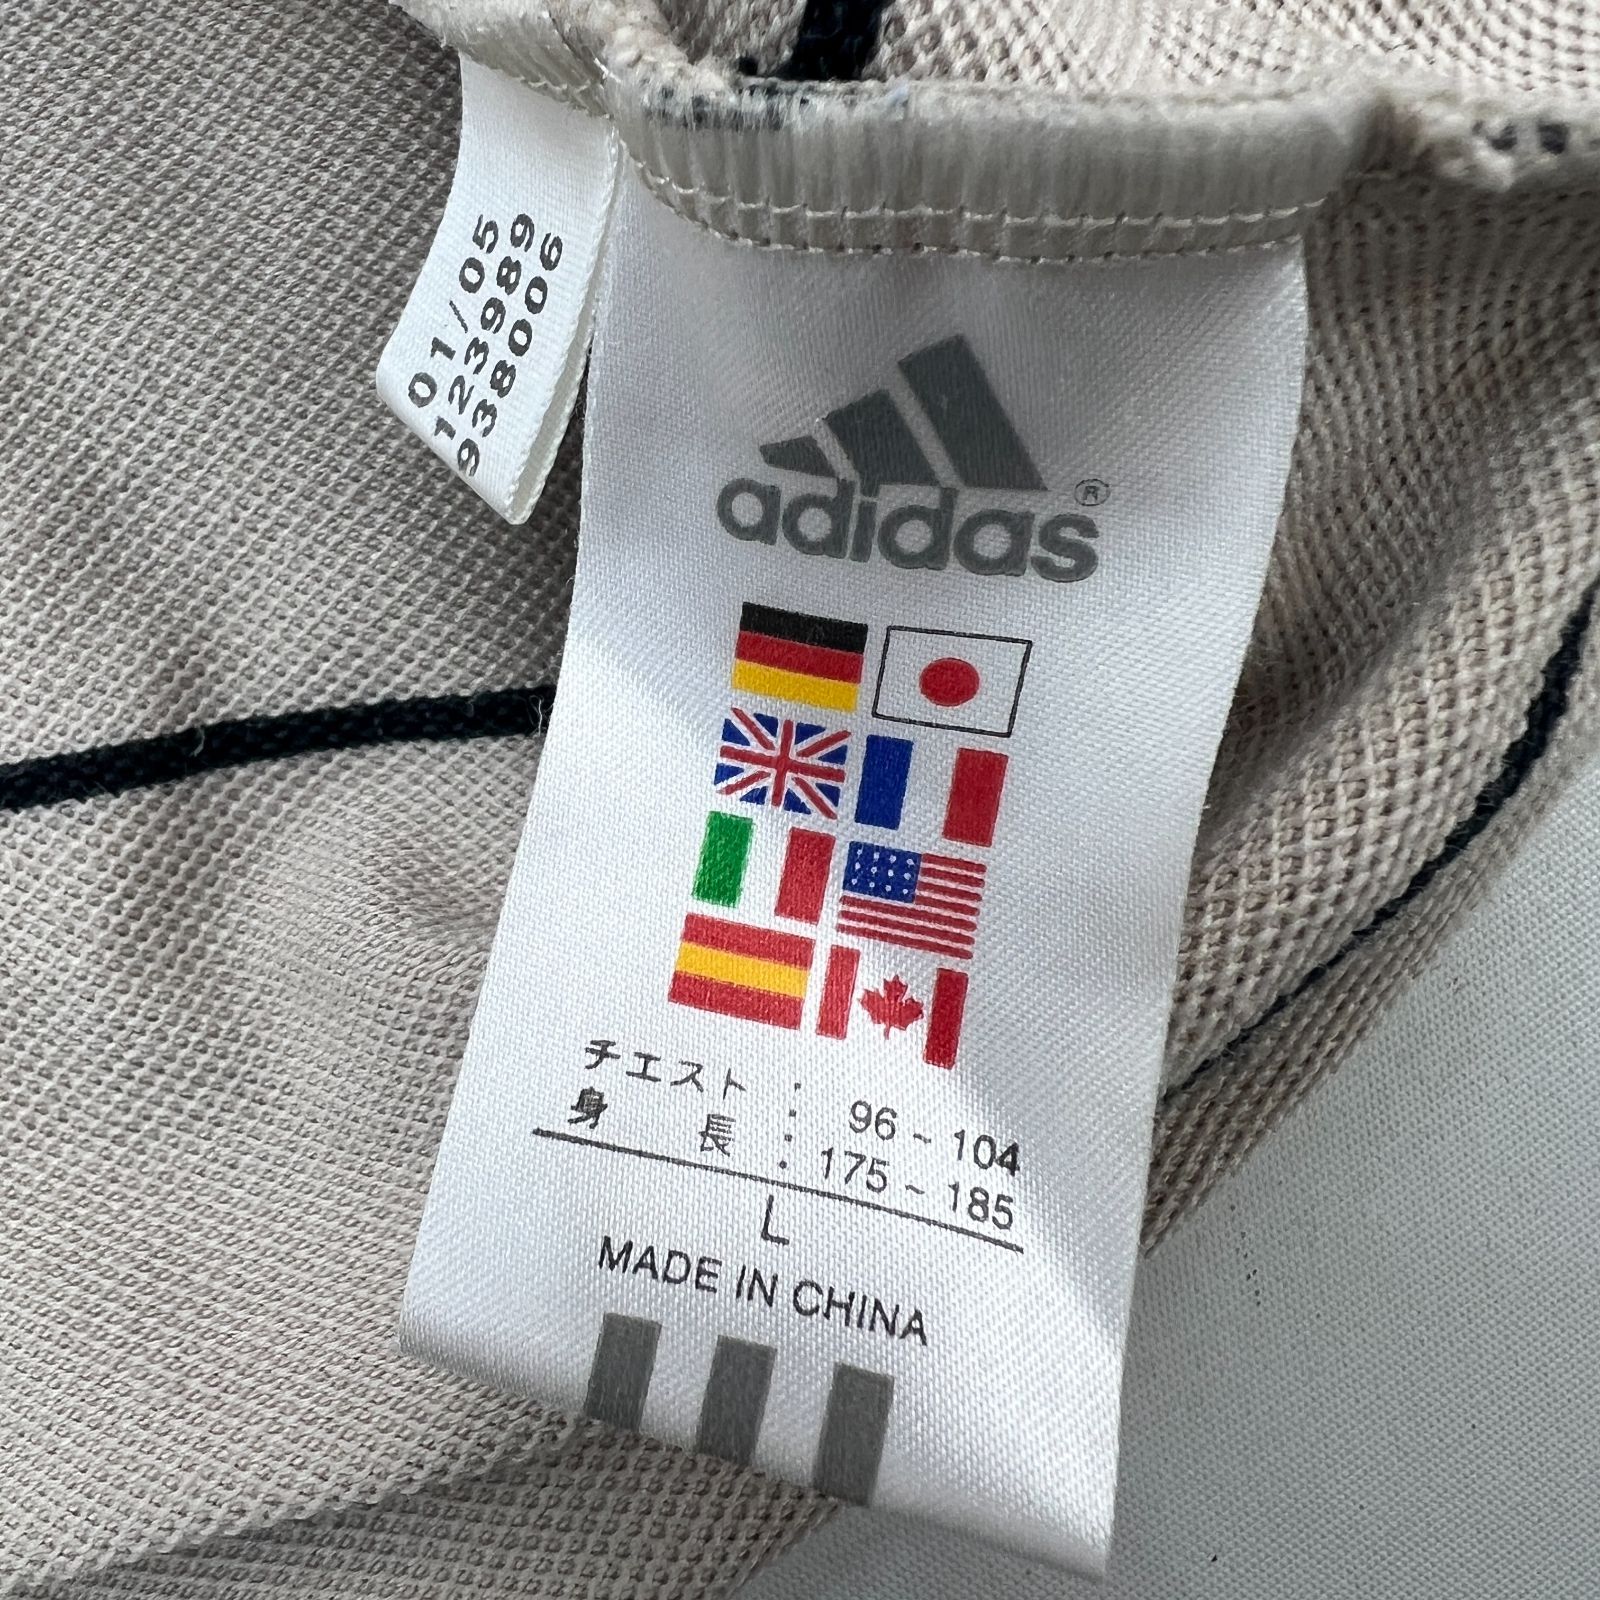 01/05
123989
938006
adidas®
チエスト : 96 ~ 104
身 長 : 175 ~ 185
L
MADE IN CHINA